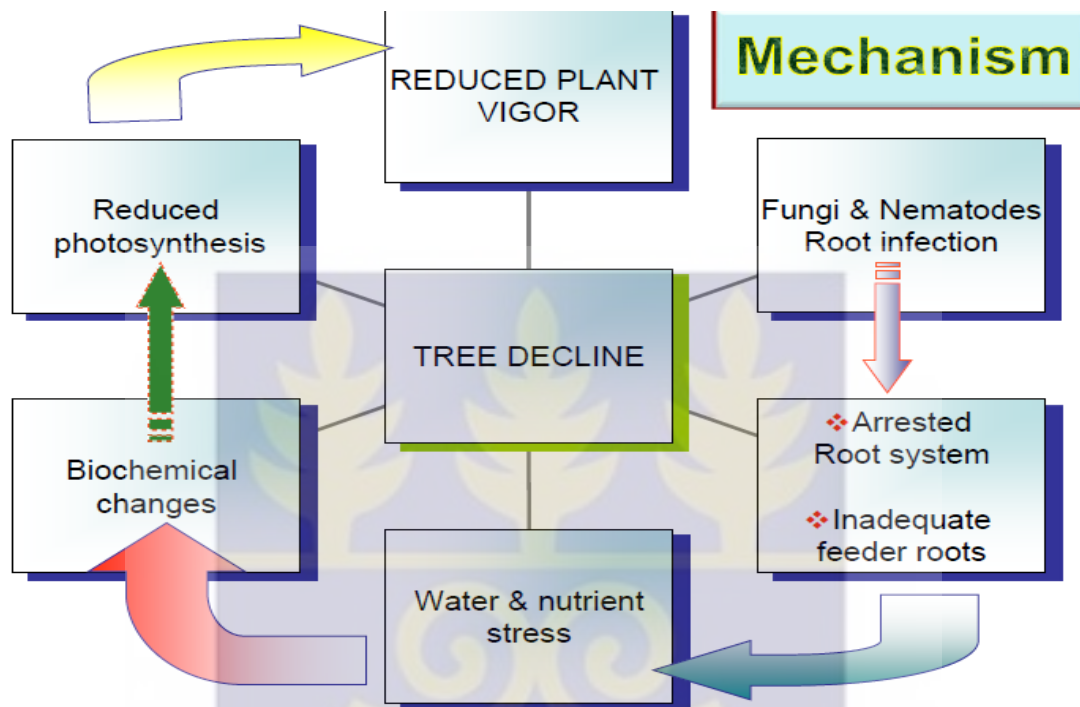 Mechanism
REDUCED PLANT
VIGOR
Fungi & Nematodes
Root infection
❖Arrested
Root system
❖Inadequate
feeder roots
Water & nutrient
stress
Biochemical
changes
Reduced
photosynthesis
TREE DECLINE